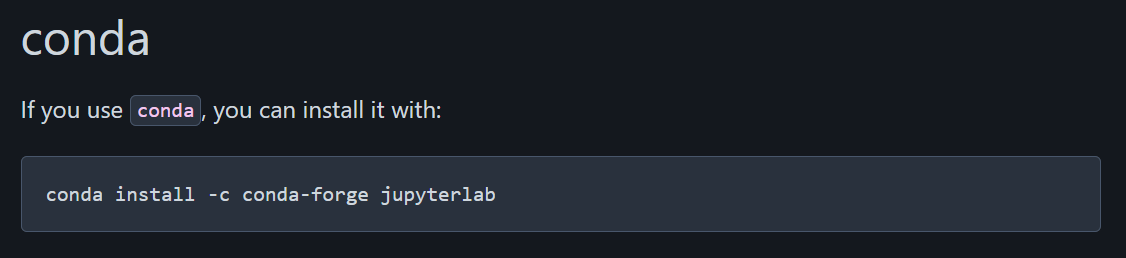 conda
If you use conda, you can install it with:
conda install -c conda-forge jupyterlab